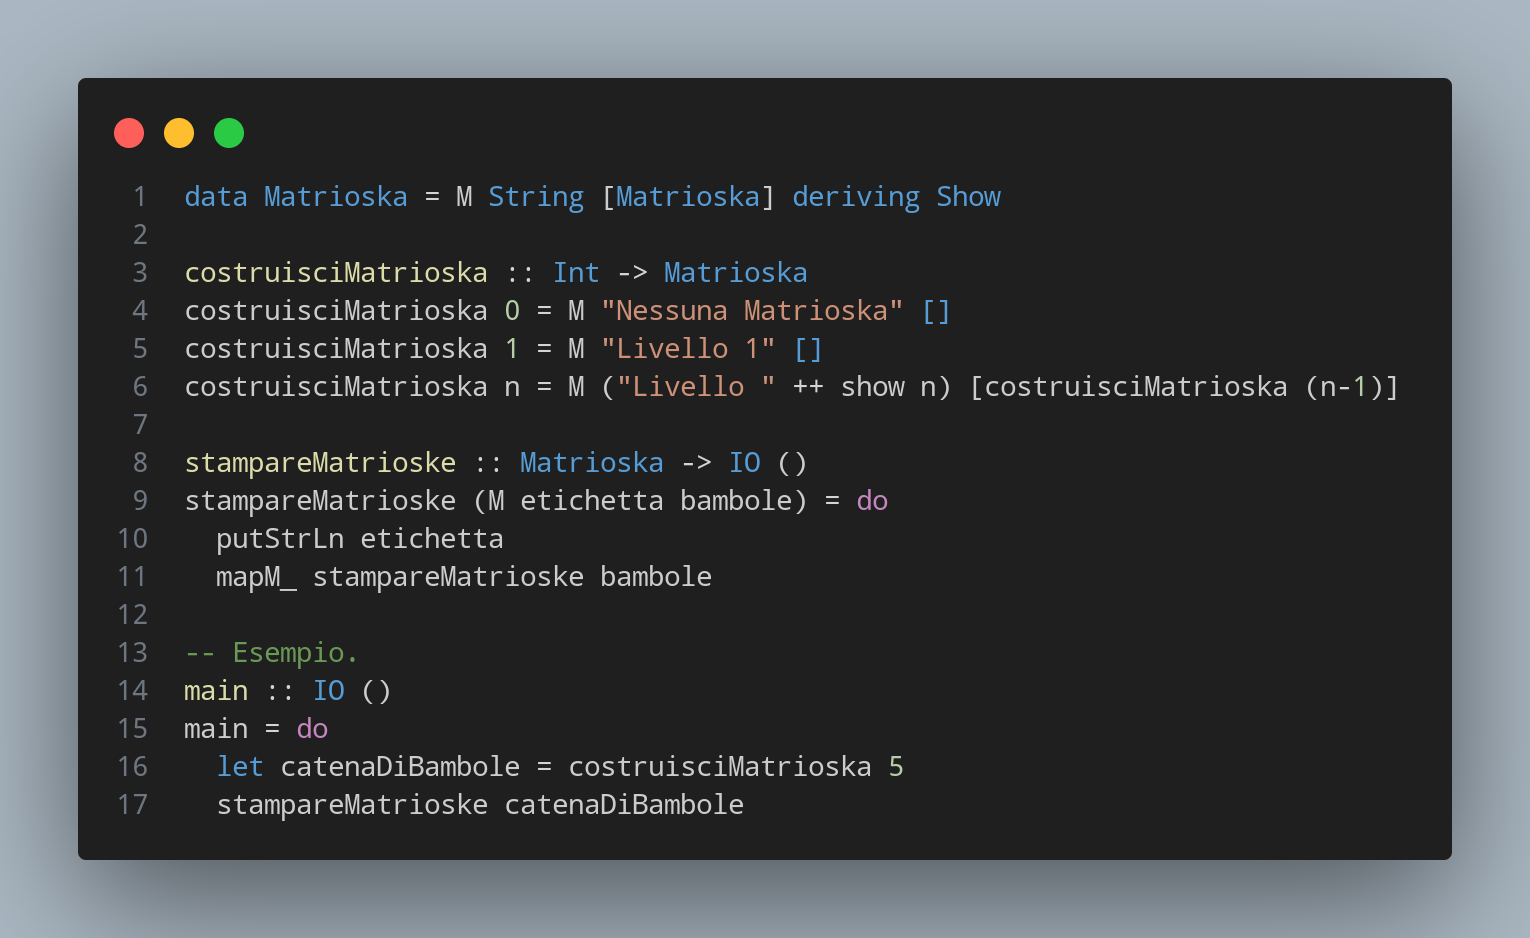 1 data Matrioska = M String [Matrioska] deriving Show
2
3 costruisciMatrioska :: Int -> Matrioska
4 costruisciMatrioska 0 = M "Nessuna Matrioska" []
5 costruisciMatrioska 1 = M "Livello 1" []
6 costruisciMatrioska n = M ("Livello " ++ show n) [costruisciMatrioska (n-1)]
7
8 stampareMatrioske :: Matrioska -> IO ()
9 stampareMatrioske (M etichetta bambole) = do
10   putStrLn etichetta
11   mapM_ stampareMatrioske bambole
12
13 -- Esempio.
14 main :: IO ()
15 main = do
16   let catenaDiBambole = costruisciMatrioska 5
17   stampareMatrioske catenaDiBambole